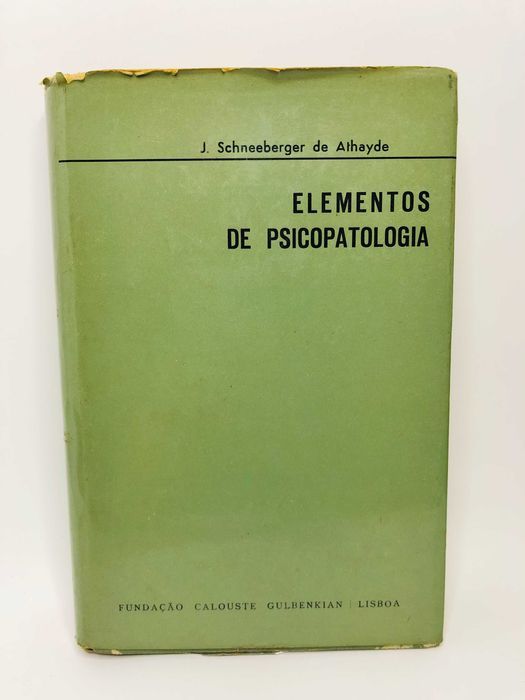 J. Schneeberger de Athayde
ELEMENTOS
DE PSICOPATOLOGIA
FUNDAÇÃO CALOUSTE GULBENKIAN | LISBOA